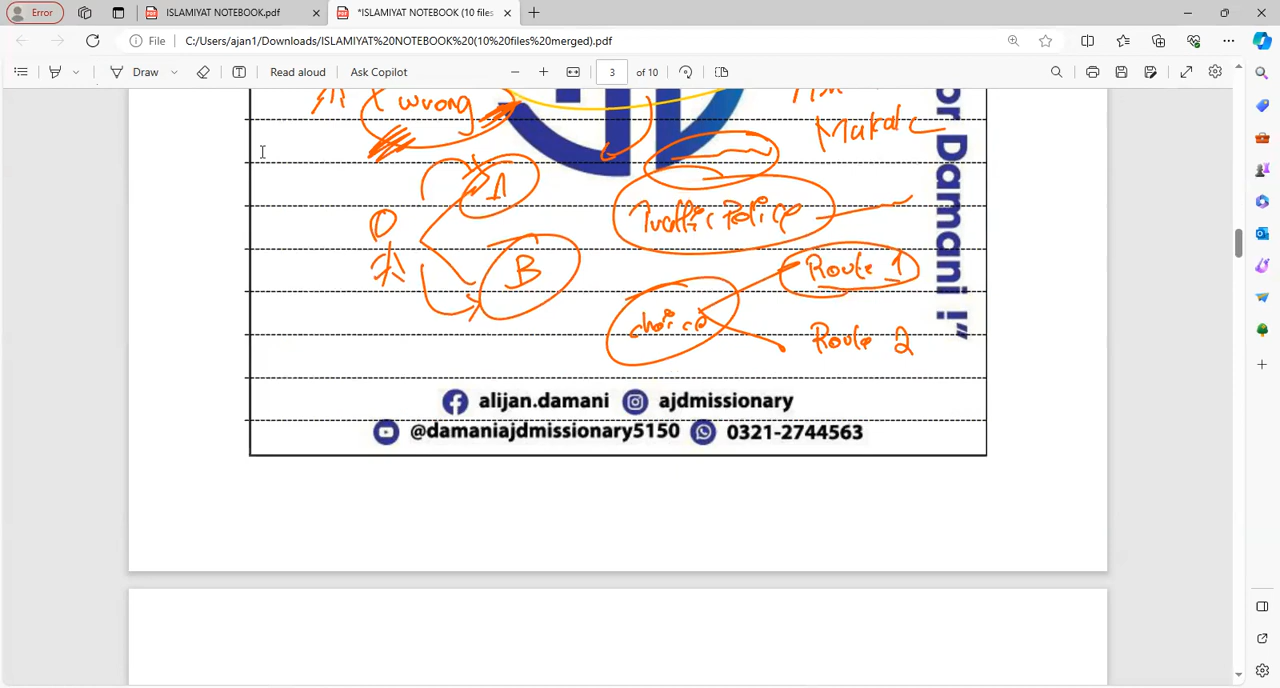 Error
ISLAMIYAT NOTEBOOK.pdf
*ISLAMIYAT NOTEBOOK (10 files
File
C:/Users/ajan1/Downloads/ISLAMIYAT%20NOTEBOOK%20(10%20files%20merged).pdf
Draw
Read aloud
Ask Copilot
3 of 10
X wrong
Makale
A
Traffic Police
B
Route 1
choice
Route 2
or Damani !”
alijan.damani
ajdmissionary
@damaniajdmissionary5150
0321-2744563